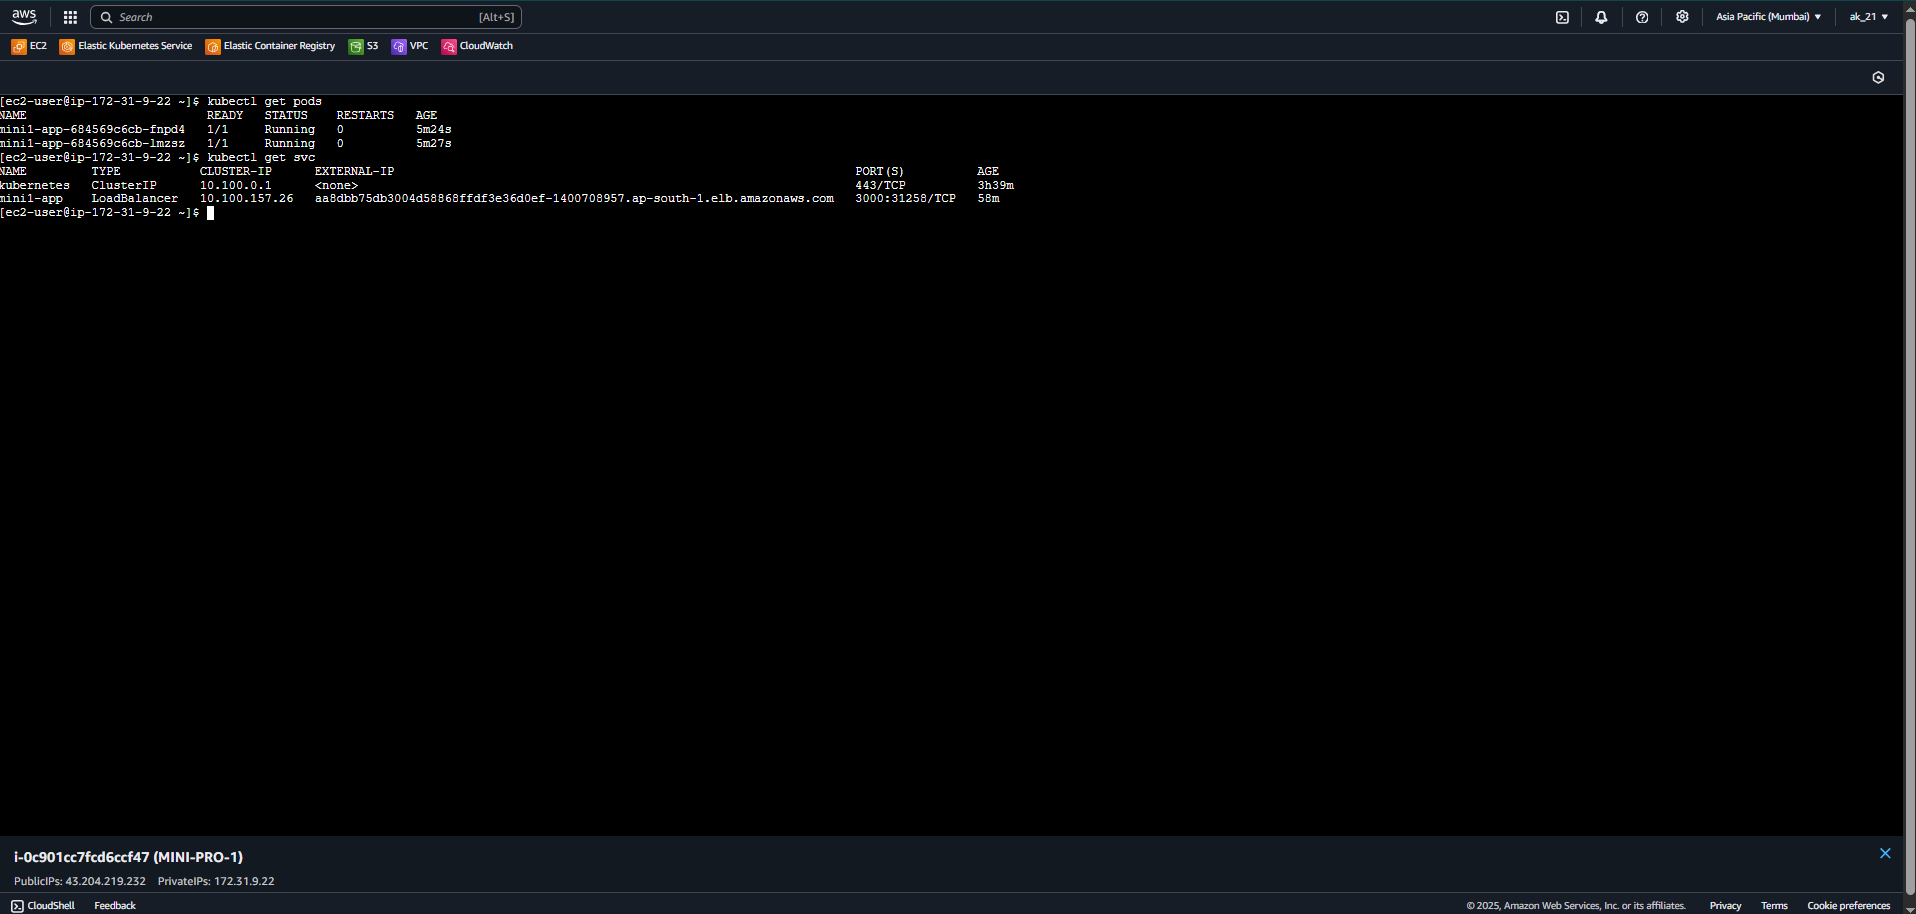 aws Search [Alt+S] Asia Pacific (Mumbai) ak_21
EC2 Elastic Kubernetes Service Elastic Container Registry S3 VPC CloudWatch
[ec2-user@ip-172-31-9-22 ~]$ kubectl get pods
NAME READY STATUS RESTARTS AGE
mini1-app-684569c6cb-fnpd4 1/1 Running 0 5m24s
mini1-app-684569c6cb-lmzsz 1/1 Running 0 5m27s
[ec2-user@ip-172-31-9-22 ~]$ kubectl get svc
NAME TYPE CLUSTER-IP EXTERNAL-IP PORT(S) AGE
kubernetes ClusterIP 10.100.0.1 <none> 443/TCP 3h39m
mini1-app LoadBalancer 10.100.157.26 aa8dbb75db3004d58868ffdf3e36d0ef-1400708957.ap-south-1.elb.amazonaws.com 3000:31258/TCP 58m
[ec2-user@ip-172-31-9-22 ~]$
i-0c901cc7fcd6ccf47 (MINI-PRO-1)
PublicIPs: 43.204.219.232 PrivateIPs: 172.31.9.22
CloudShell Feedback © 2025, Amazon Web Services, Inc. or its affiliates. Privacy Terms Cookie preferences